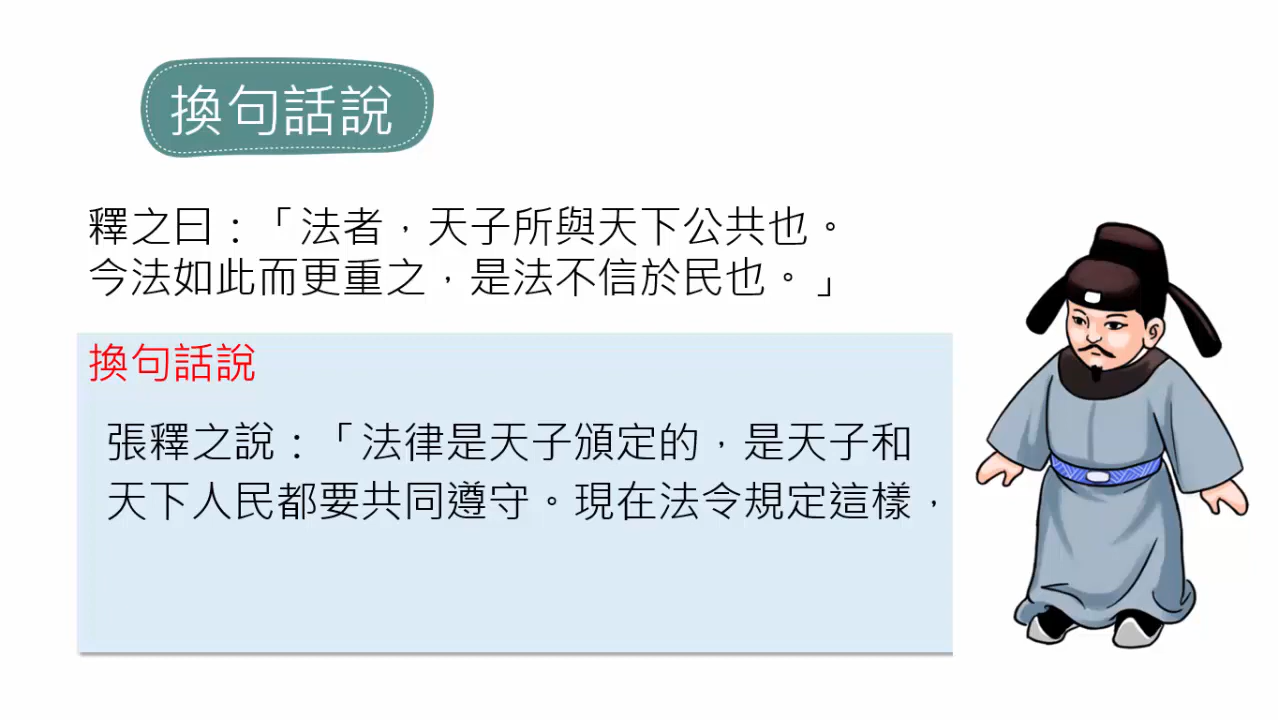 換句話說
釋之曰：「法者，天子所與天下公共也。
今法如此而更重之，是法不信於民也。」
換句話說
張釋之說：「法律是天子頒定的，是天子和
天下人民都要共同遵守。現在法令規定這樣，